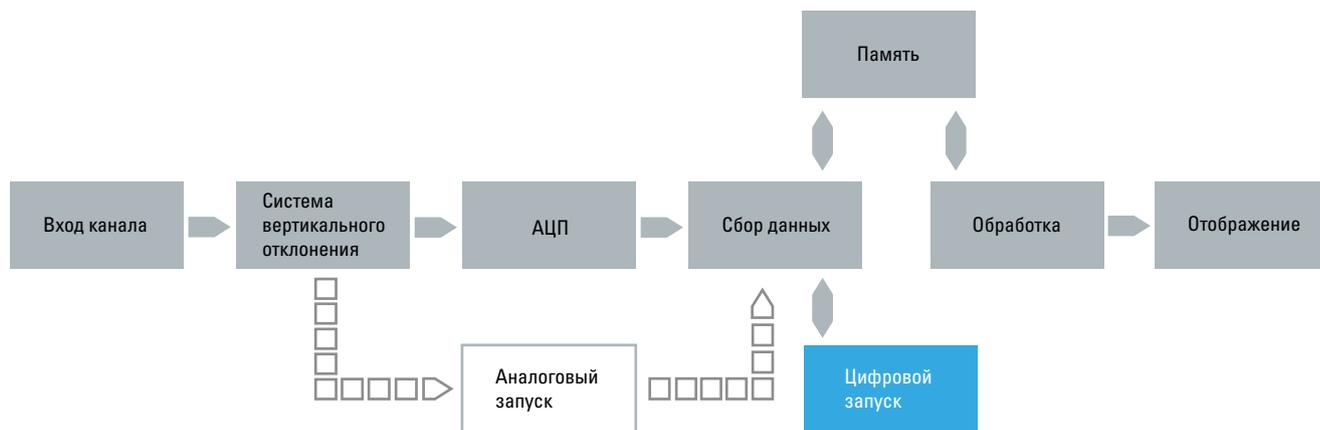 Память
Вход канала
Система
вертикального
отклонения
АЦП
Сбор данных
Обработка
Отображение
Аналоговый
запуск
Цифровой
запуск